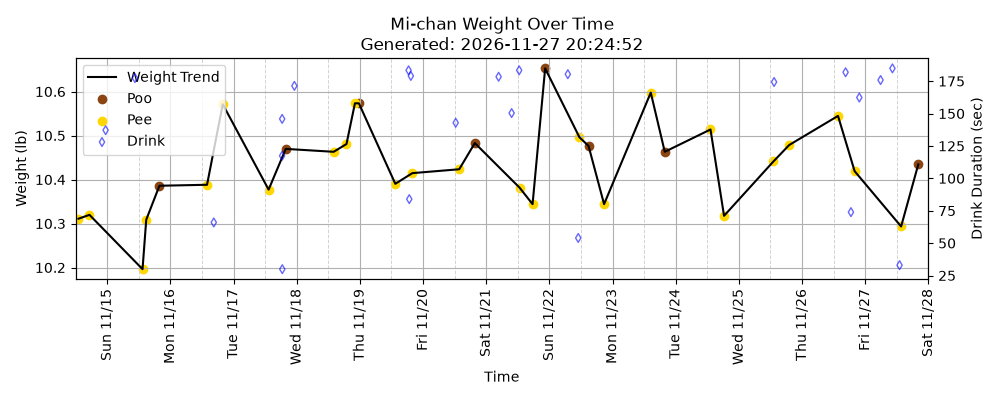 Mi-chan Weight Over Time
Generated: 2026-11-27 20:24:52
Weight Trend
Poo
Pee
Drink
Weight (lb)
10.6
10.5
10.4
10.3
10.2
Drink Duration (sec)
175
150
125
100
75
50
25
Sun 11/15
Mon 11/16
Tue 11/17
Wed 11/18
Thu 11/19
Fri 11/20
Sat 11/21
Sun 11/22
Mon 11/23
Tue 11/24
Wed 11/25
Thu 11/26
Fri 11/27
Sat 11/28
Time